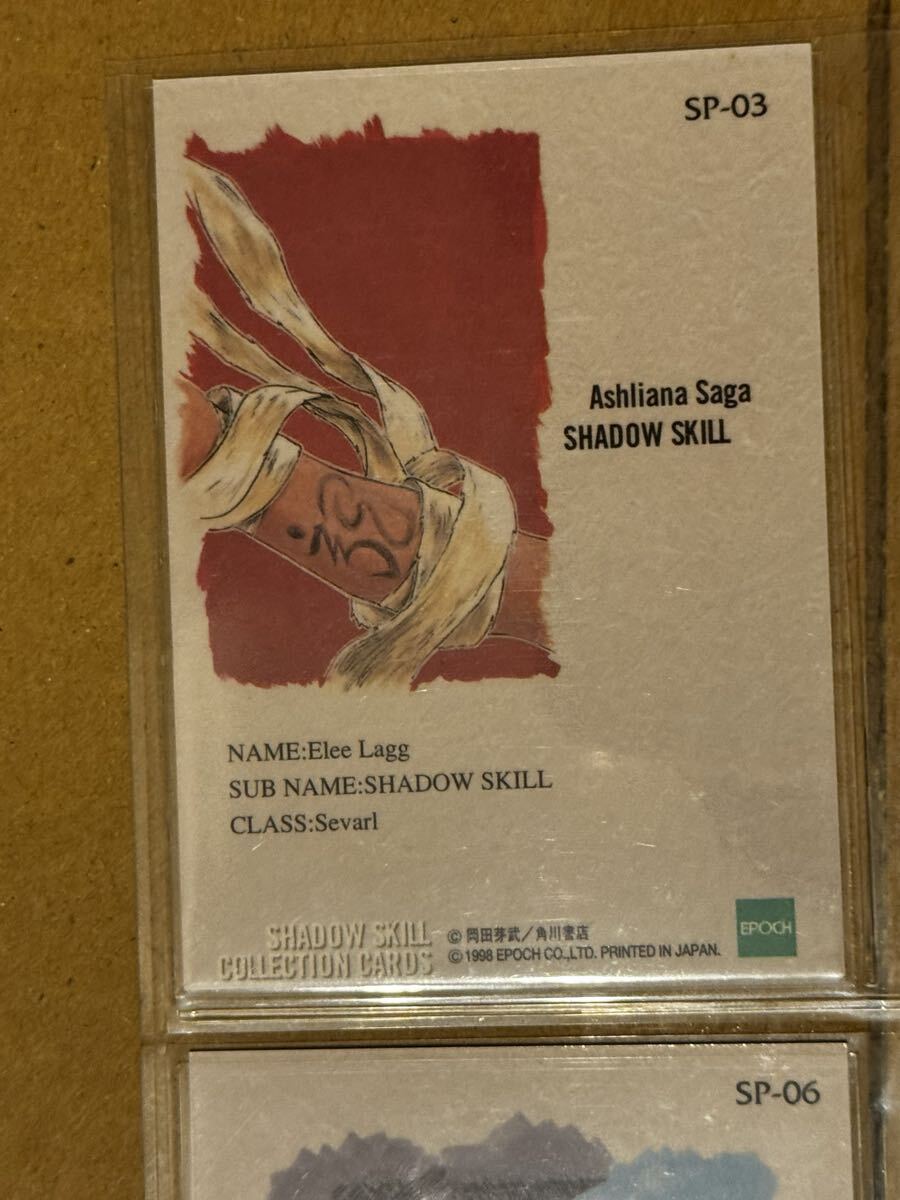 SP-03
Ashliana Saga
SHADOW SKILL
NAME:Elee Lagg
SUB NAME:SHADOW SKILL
CLASS:Sevarl
SHADOW SKILL
COLLECTION CARDS
© 岡田芽武／角川書店
© 1998 EPOCH CO.,LTD. PRINTED IN JAPAN.
EPOCH
SP-06